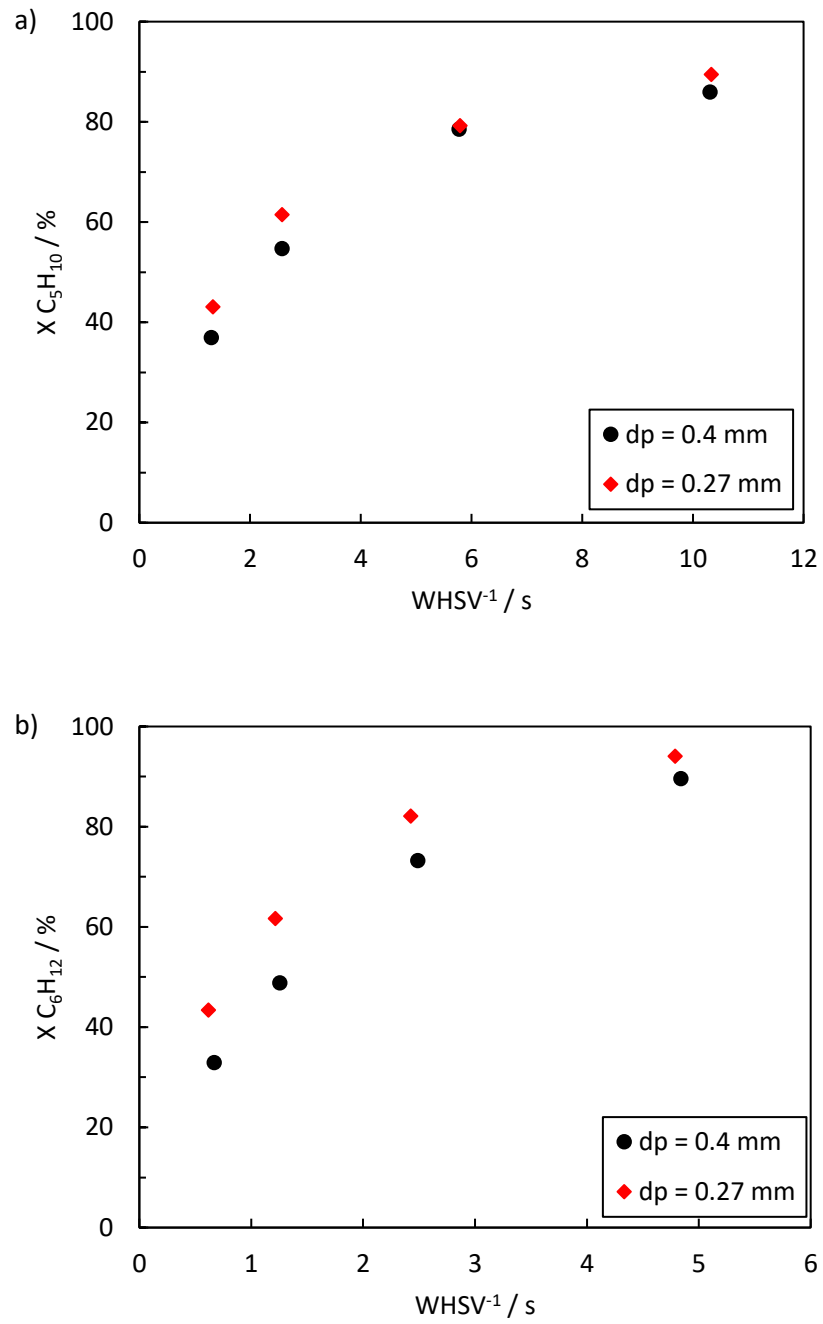 a)
100
80
60
40
20
0
X C₅H₁₀ / %
0 2 4 6 8 10 12
WHSV⁻¹ / s
dp = 0.4 mm
dp = 0.27 mm
b)
100
80
60
40
20
0
X C₆H₁₂ / %
0 1 2 3 4 5 6
WHSV⁻¹ / s
dp = 0.4 mm
dp = 0.27 mm